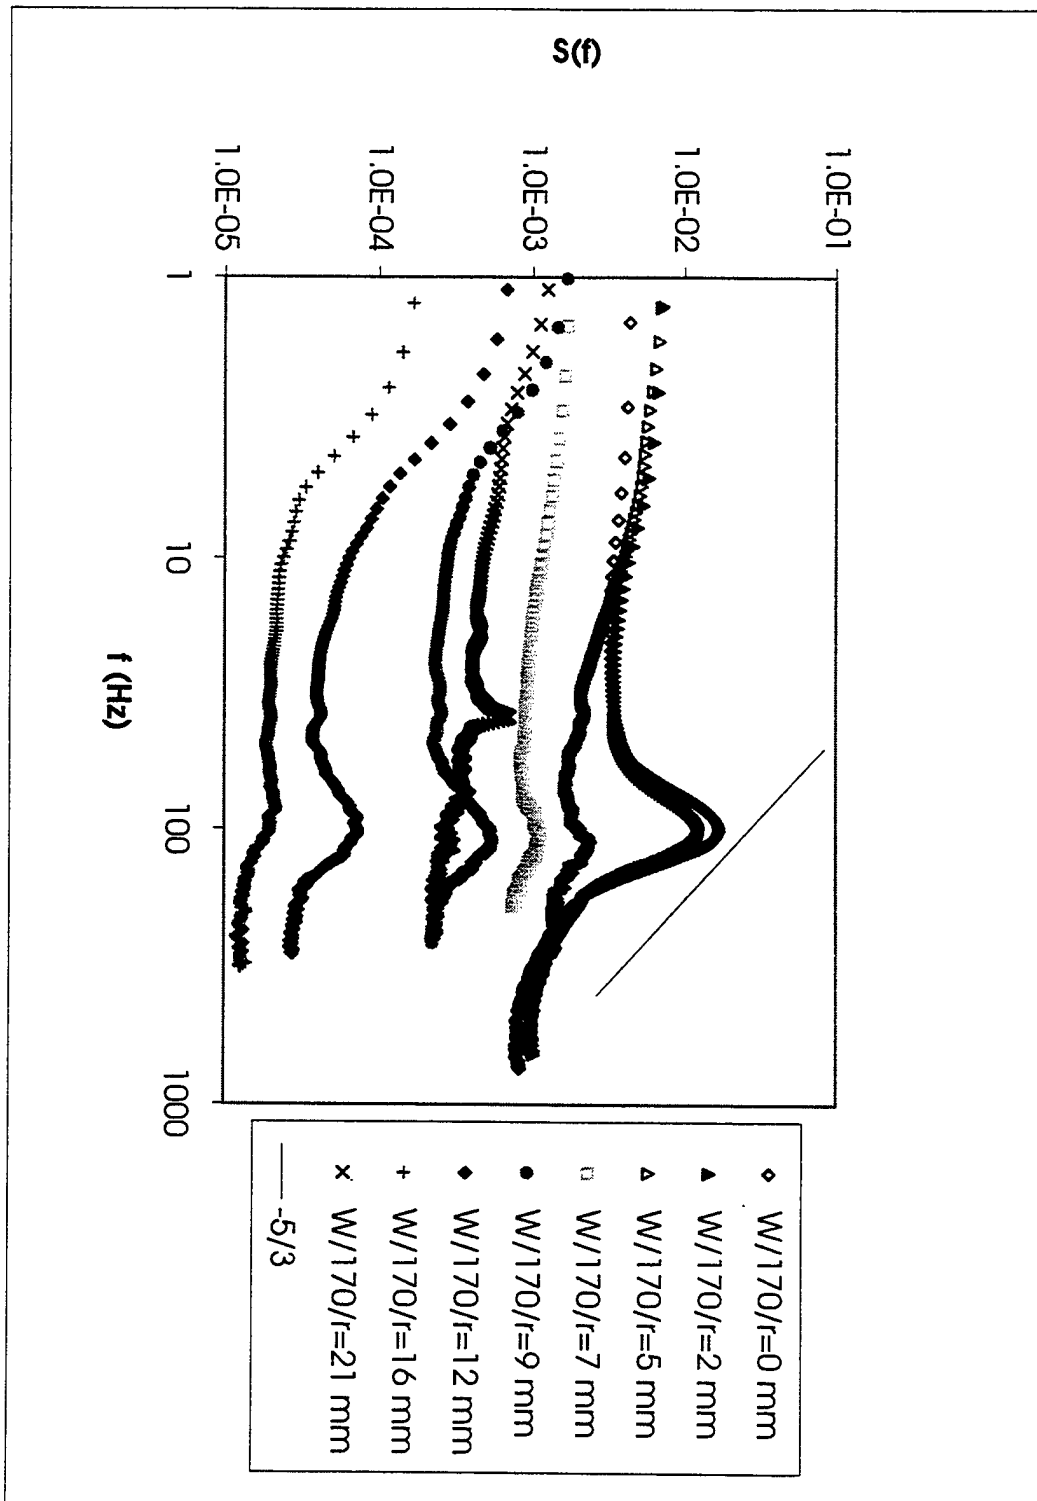 S(f)
1.0E-01
1.0E-02
1.0E-03
1.0E-04
1.0E-05
1
10
100
1000
f (Hz)
W/170/r=0 mm
W/170/r=2 mm
W/170/r=5 mm
W/170/r=7 mm
W/170/r=9 mm
W/170/r=12 mm
W/170/r=16 mm
W/170/r=21 mm
-5/3